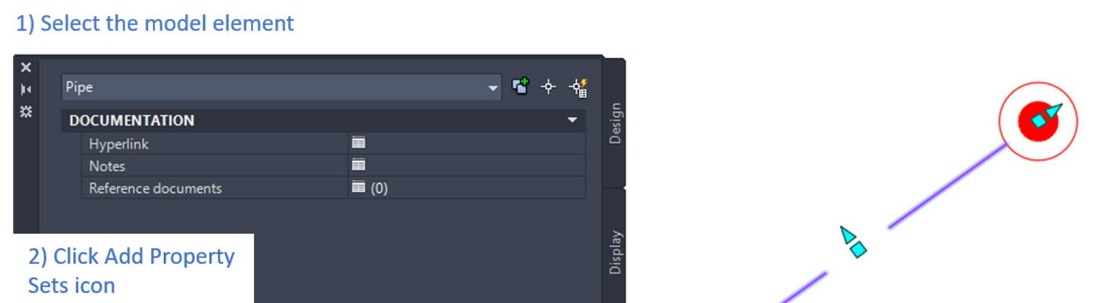 1) Select the model element
Pipe
DOCUMENTATION
Hyperlink
Notes
Reference documents (0)
Design
Display
2) Click Add Property
Sets icon